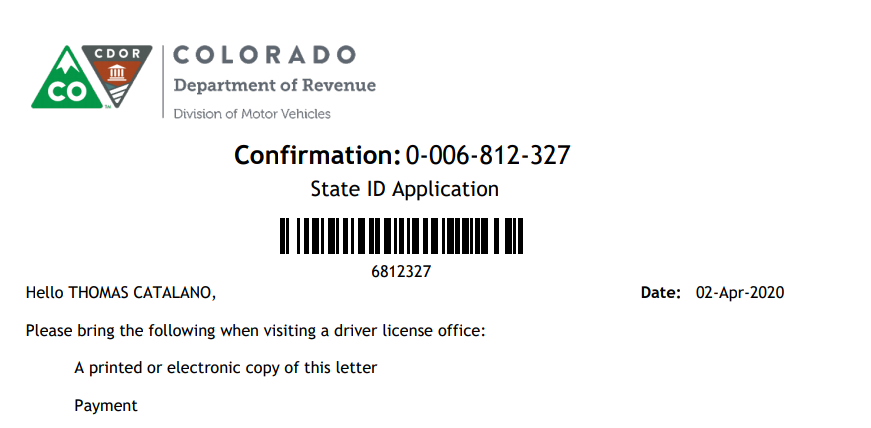 CDOR
CO
COLORADO
Department of Revenue
Division of Motor Vehicles
Confirmation: 0-006-812-327
State ID Application
6812327
Hello THOMAS CATALANO,
Date: 02-Apr-2020
Please bring the following when visiting a driver license office:
A printed or electronic copy of this letter
Payment